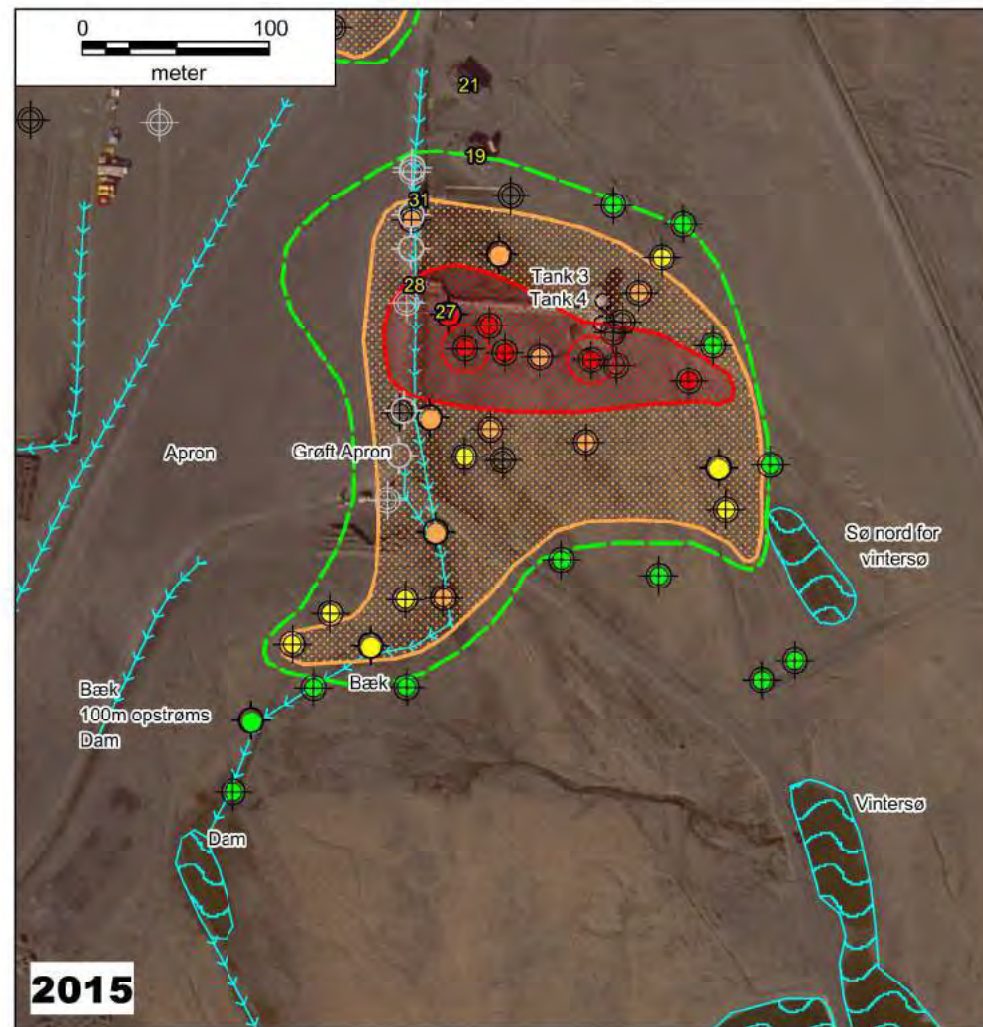 0 100
meter
21
19
31
Tank 3
28
Tank 4
27
Apron
Grøft Apron
Sø nord for
vintersø
Bæk
Bæk
100m opstrøms
Dam
Vintersø
Dam
2015